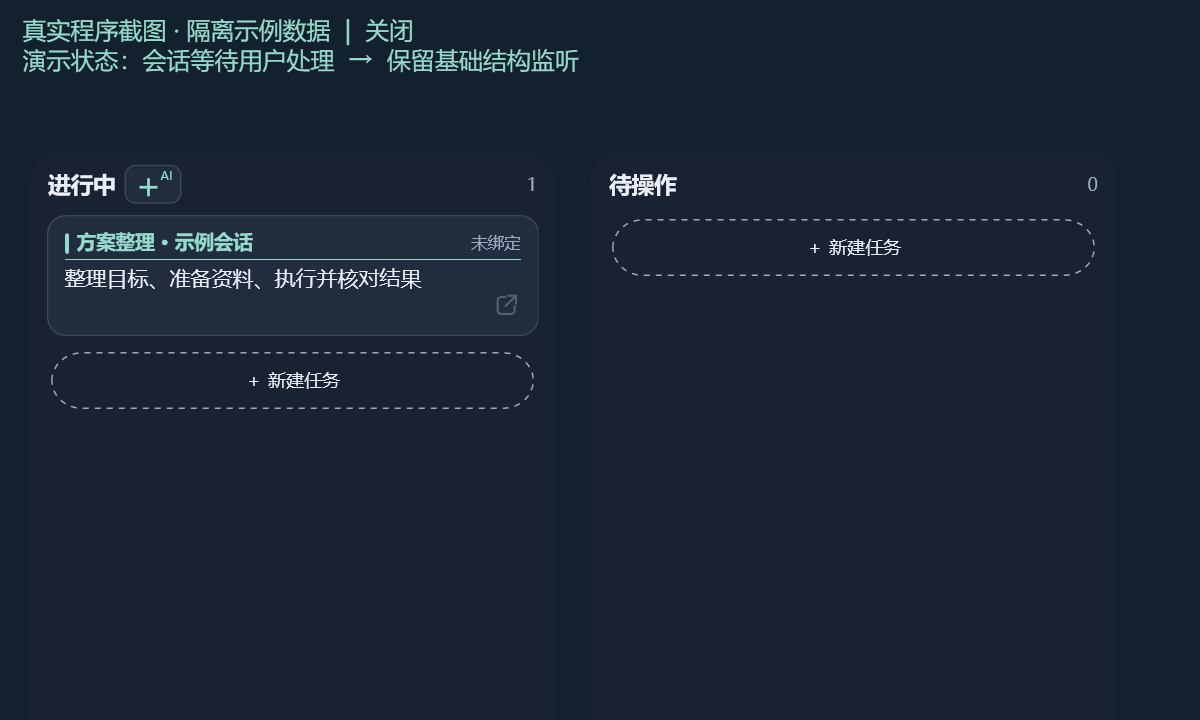 真实程序截图 · 隔离示例数据 | 关闭
演示状态：会话等待用户处理 → 保留基础结构监听
进行中 +AI 1
方案整理 • 示例会话 未绑定
整理目标、准备资料、执行并核对结果
+ 新建任务
待操作 0
+ 新建任务